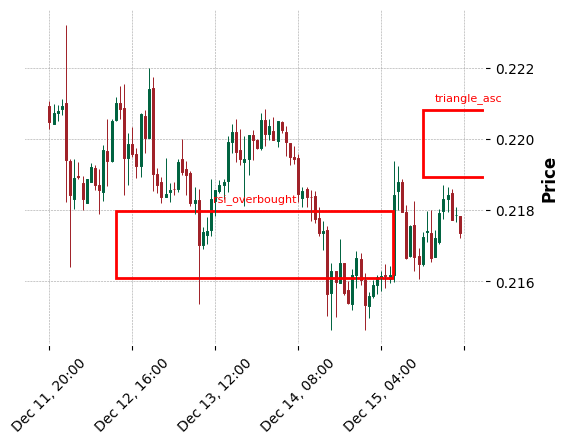 triangle_asc
rsi_overbought
0.222
0.220
0.218
0.216
Price
Dec 11, 20:00
Dec 12, 16:00
Dec 13, 12:00
Dec 14, 08:00
Dec 15, 04:00